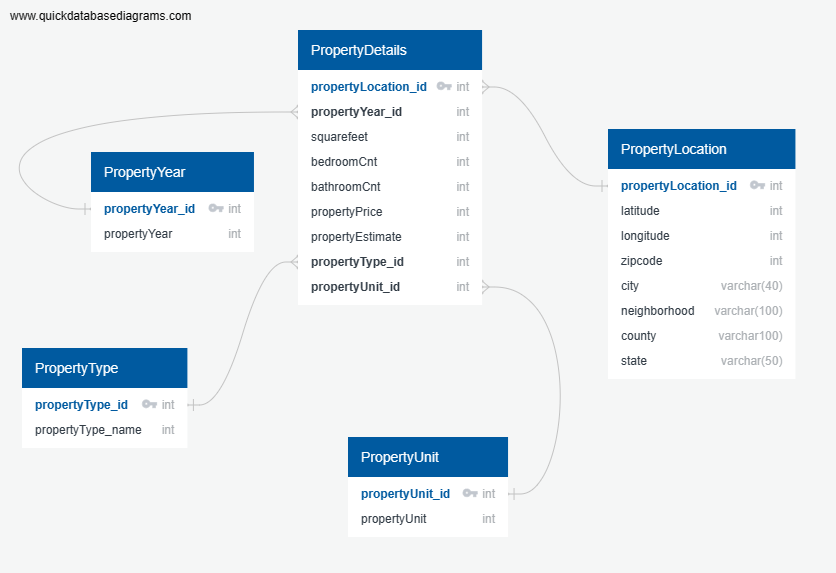 www.quickdatabasediagrams.com
PropertyDetails
propertyLocation_id int
propertyYear_id int
squarefeet int
bedroomCnt int
bathroomCnt int
propertyPrice int
propertyEstimate int
propertyType_id int
propertyUnit_id int
PropertyYear
propertyYear_id int
propertyYear int
PropertyLocation
propertyLocation_id int
latitude int
longitude int
zipcode int
city varchar(40)
neighborhood varchar(100)
county varchar100)
state varchar(50)
PropertyType
propertyType_id int
propertyType_name int
PropertyUnit
propertyUnit_id int
propertyUnit int